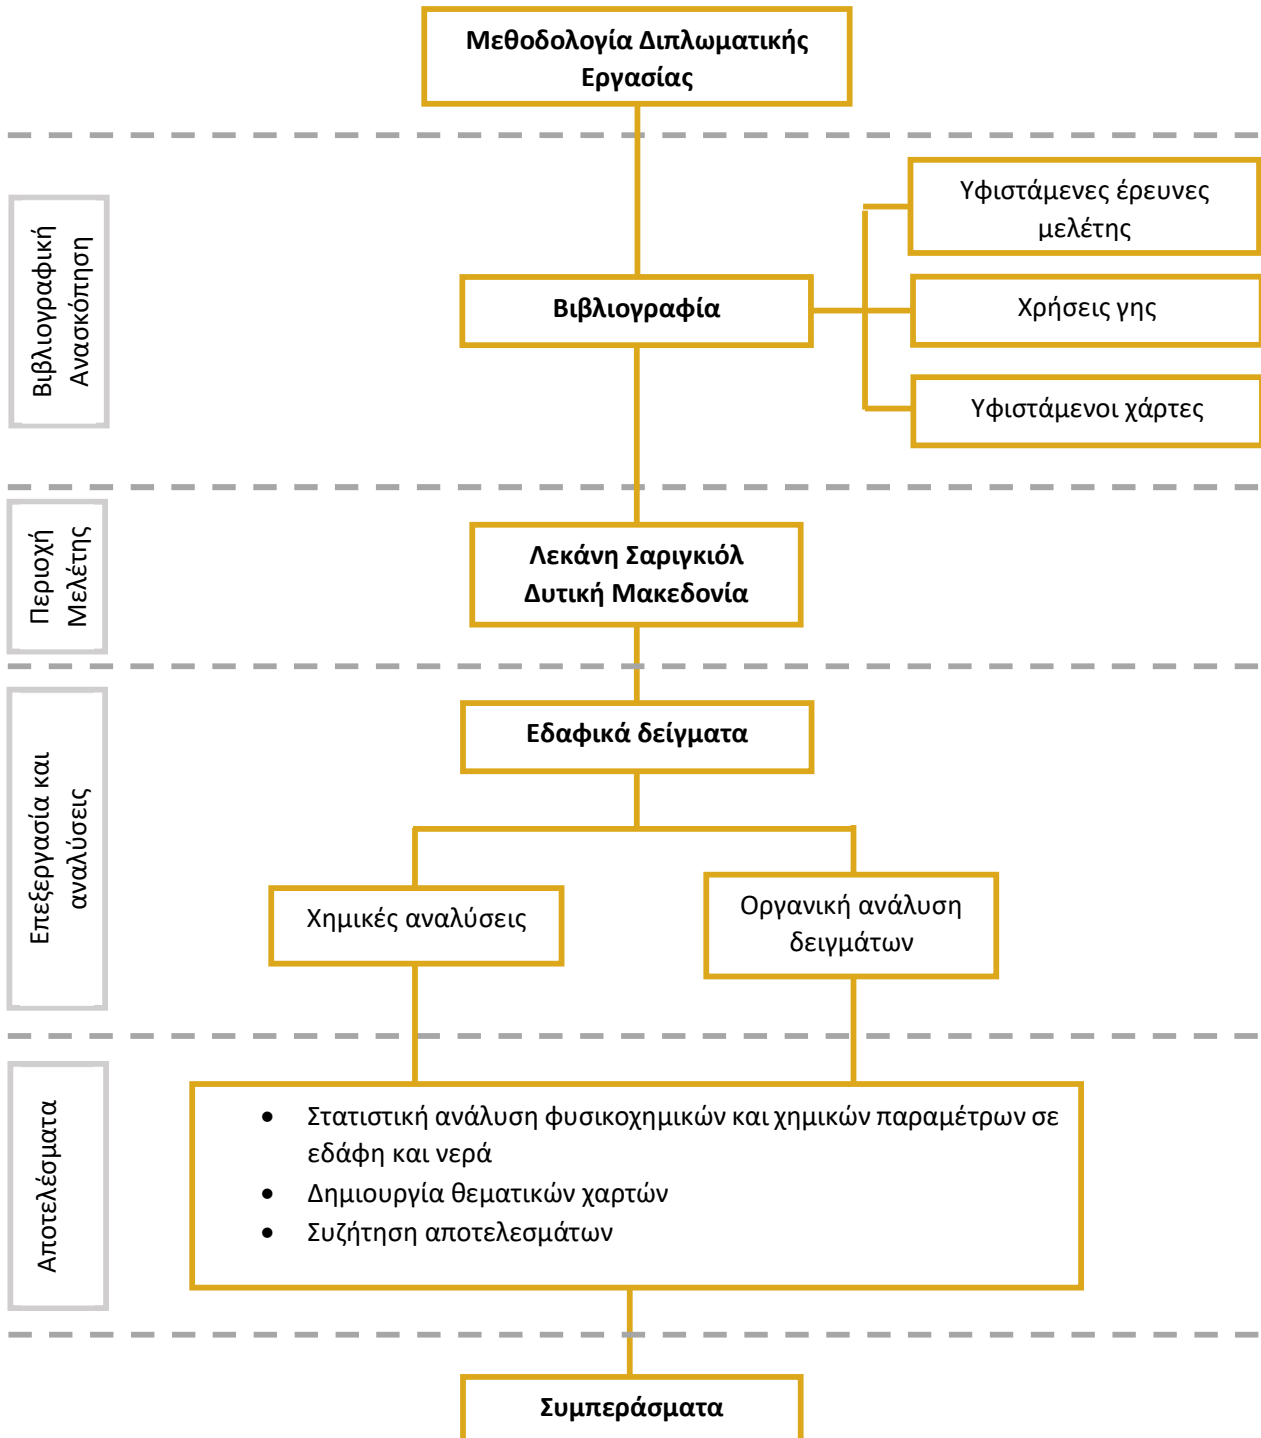 Μεθοδολογία Διπλωματικής
Εργασίας
Βιβλιογραφική
Ανασκόπηση
Υφιστάμενες έρευνες
μελέτης
Βιβλιογραφία
Χρήσεις γης
Υφιστάμενοι χάρτες
Περιοχή
Μελέτης
Λεκάνη Σαριγκιόλ
Δυτική Μακεδονία
Επεξεργασία και
αναλύσεις
Εδαφικά δείγματα
Χημικές αναλύσεις
Οργανική ανάλυση
δειγμάτων
Αποτελέσματα
• Στατιστική ανάλυση φυσικοχημικών και χημικών παραμέτρων σε
εδάφη και νερά
• Δημιουργία θεματικών χαρτών
• Συζήτηση αποτελεσμάτων
Συμπεράσματα